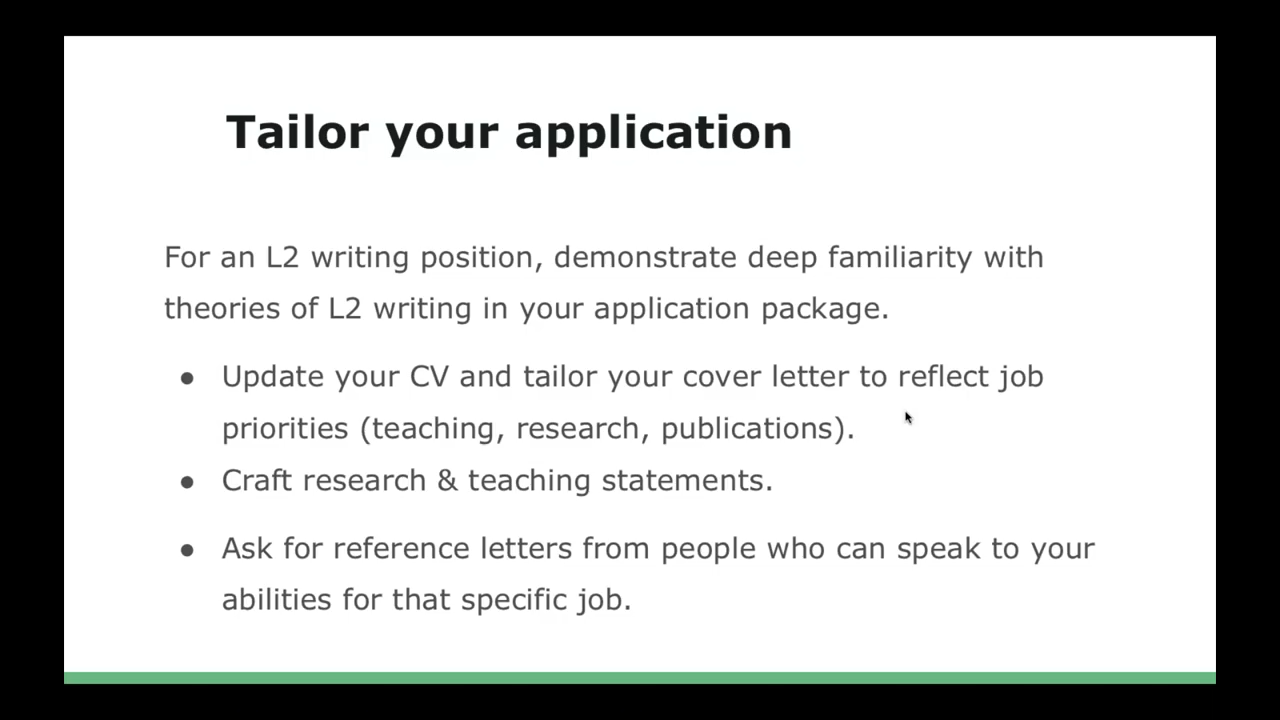 Tailor your application
For an L2 writing position, demonstrate deep familiarity with
theories of L2 writing in your application package.
● Update your CV and tailor your cover letter to reflect job
priorities (teaching, research, publications).
● Craft research & teaching statements.
● Ask for reference letters from people who can speak to your
abilities for that specific job.